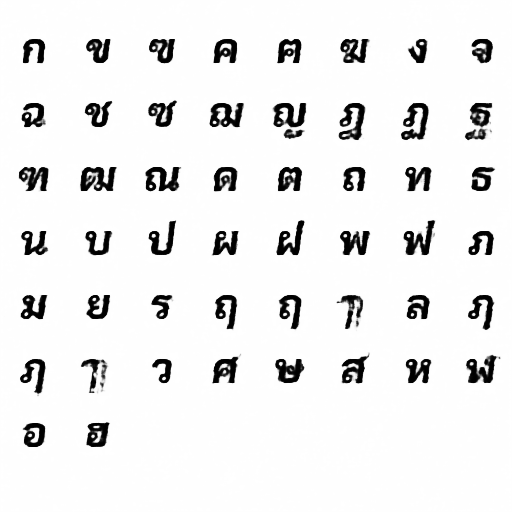 ก ข ฃ ค ฅ ฆ ง จ
ฉ ช ซ ฌ ญ ฎ ฏ ฐ
ฑ ฒ ณ ด ต ถ ท ธ
น บ ป ผ ฝ พ ฟ ภ
ม ย ร ฤ ฤ ล ฦ
ฦ ว ศ ษ ส ห ฬ
อ ฮ